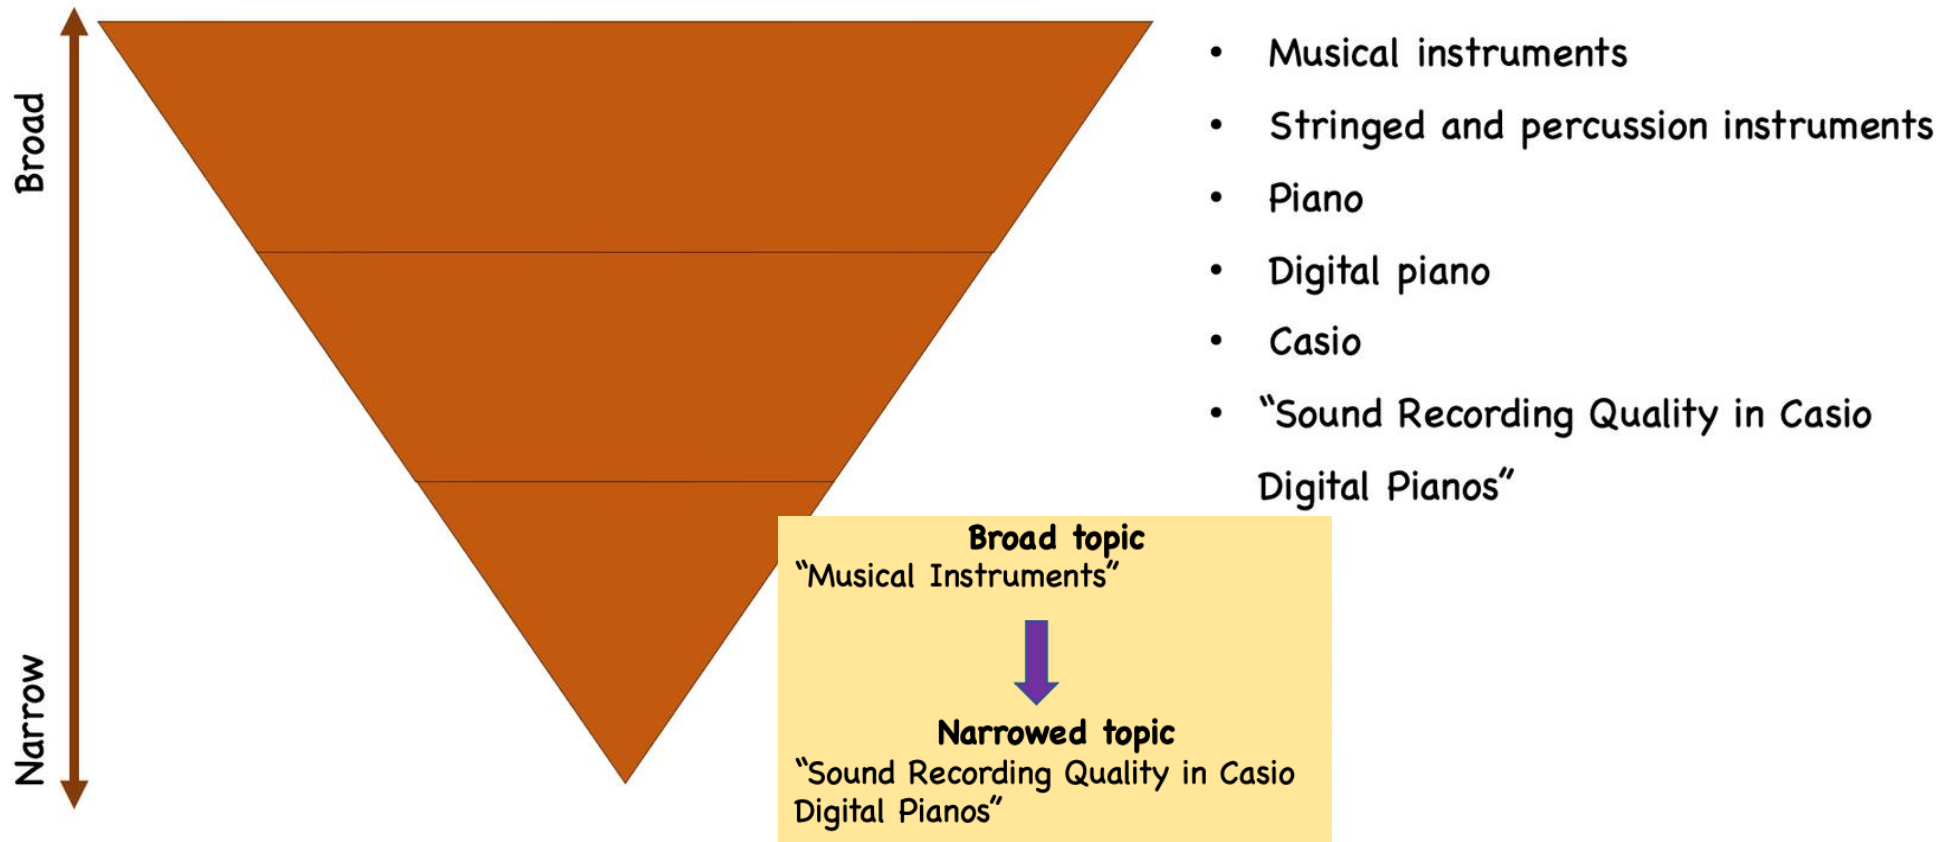 Broad
Narrow
• Musical instruments
• Stringed and percussion instruments
• Piano
• Digital piano
• Casio
• “Sound Recording Quality in Casio
Digital Pianos”
Broad topic
“Musical Instruments”
Narrowed topic
“Sound Recording Quality in Casio
Digital Pianos”